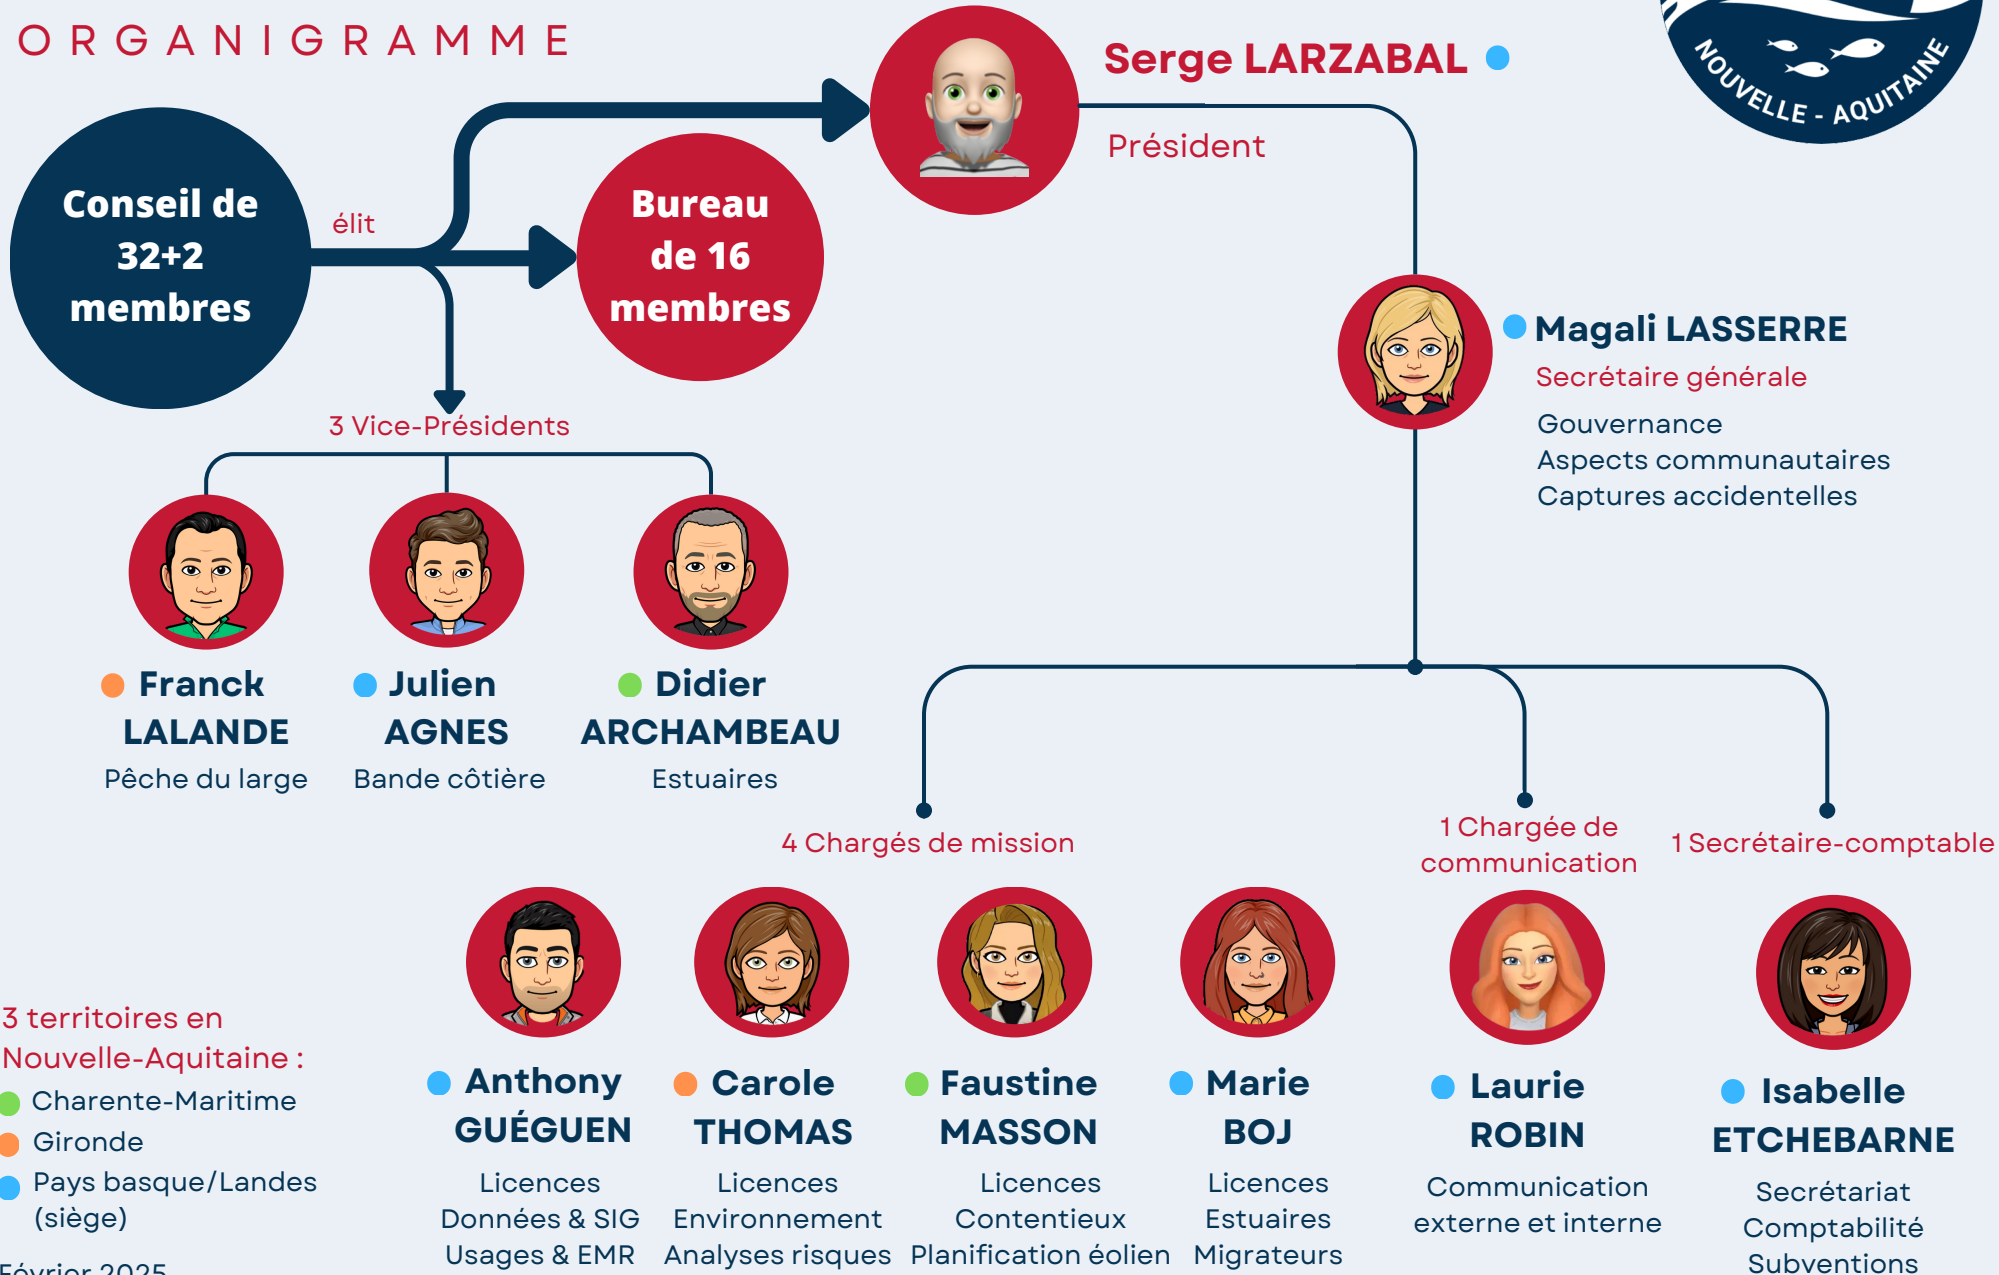 ORGANIGRAMME
Serge LARZABAL
Président
NOUVELLE - AQUITAINE
Conseil de
32+2
membres
élit
Bureau
de 16
membres
Magali LASSERRE
Secrétaire générale
Gouvernance
Aspects communautaires
Captures accidentelles
3 Vice-Présidents
Franck
LALANDE
Pêche du large
Julien
AGNES
Bande côtière
Didier
ARCHAMBEAU
Estuaires
4 Chargés de mission
1 Chargée de
communication
1 Secrétaire-comptable
Anthony
GUÉGUEN
Licences
Données & SIG
Usages & EMR
Carole
THOMAS
Licences
Environnement
Analyses risques
Faustine
MASSON
Licences
Contentieux
Planification éolien
Marie
BOJ
Licences
Estuaires
Migrateurs
Laurie
ROBIN
Communication
externe et interne
Isabelle
ETCHEBARNE
Secrétariat
Comptabilité
Subventions
3 territoires en
Nouvelle-Aquitaine :
Charente-Maritime
Gironde
Pays basque/Landes
(siège)
Février 2025